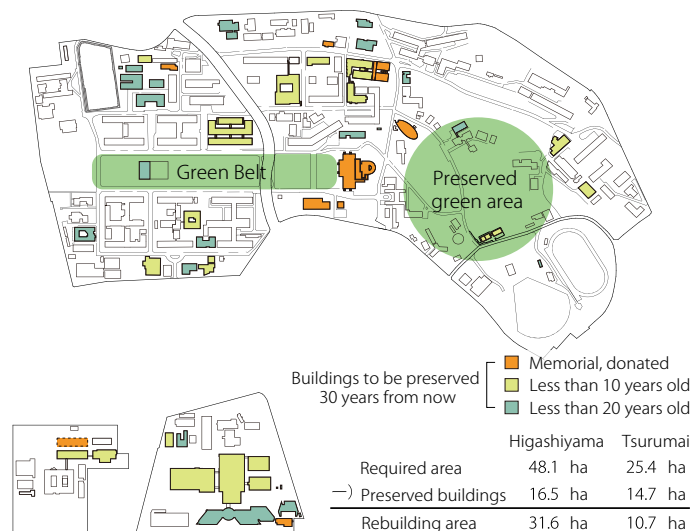 Green Belt
Preserved
green area
Buildings to be preserved
30 years from now
Memorial, donated
Less than 10 years old
Less than 20 years old
Higashiyama Tsurumai
Required area 48.1 ha 25.4 ha
—) Preserved buildings 16.5 ha 14.7 ha
Rebuilding area 31.6 ha 10.7 ha